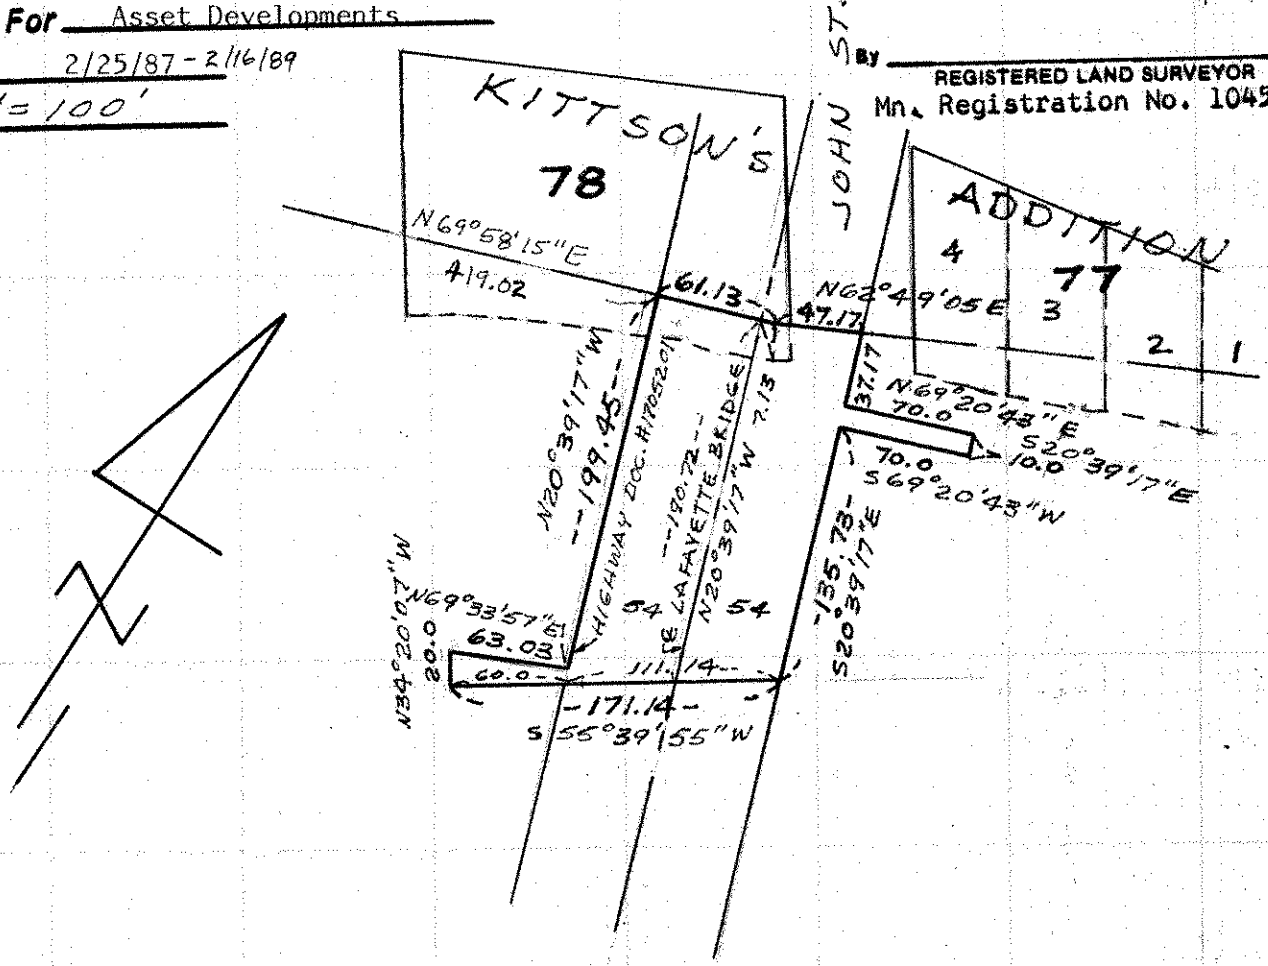 For Asset Developments
2/25/87 - 2/16/89
'= 100'
By
REGISTERED LAND SURVEYOR
Mn. Registration No. 1045
JOHN ST.
KITTSON'S
78
ADDITION
77
4
3
2
1
N69°58'15"E
419.02
61.13
N62°49'05E
47.17
37.17
N69°20'43"E
70.0
S20°39'17"E
10.0
70.0
S69°20'43"W
N20°39'17"W
--199.45--
HIGHWAY DOC.#1705201
--190.72--
LAFAYETTE BRIDGE
N20°39'17"W 7.13
-135.73-
S20°39'17"E
54
54
N34°20'07"W
20.0
N69°33'57"E
63.03
60.0
111.14--
-171.14-
S 55°39'55"W
N